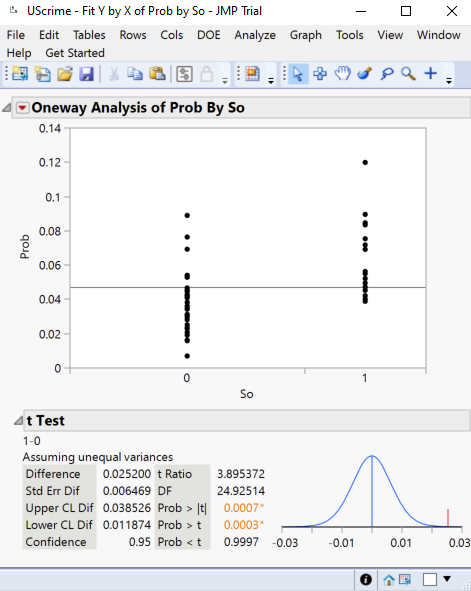 UScrime - Fit Y by X of Prob by So - JMP Trial
File Edit Tables Rows Cols DOE Analyze Graph Tools View Window
Help Get Started
Oneway Analysis of Prob By So
0.14
0.12
0.1
0.08
0.06
0.04
0.02
0
Prob
0 1
So
t Test
1-0
Assuming unequal variances
Difference 0.025200 t Ratio 3.895372
Std Err Dif 0.006469 DF 24.92514
Upper CL Dif 0.038526 Prob > |t| 0.0007*
Lower CL Dif 0.011874 Prob > t 0.0003*
Confidence 0.95 Prob < t 0.9997
-0.03 -0.01 0.01 0.03